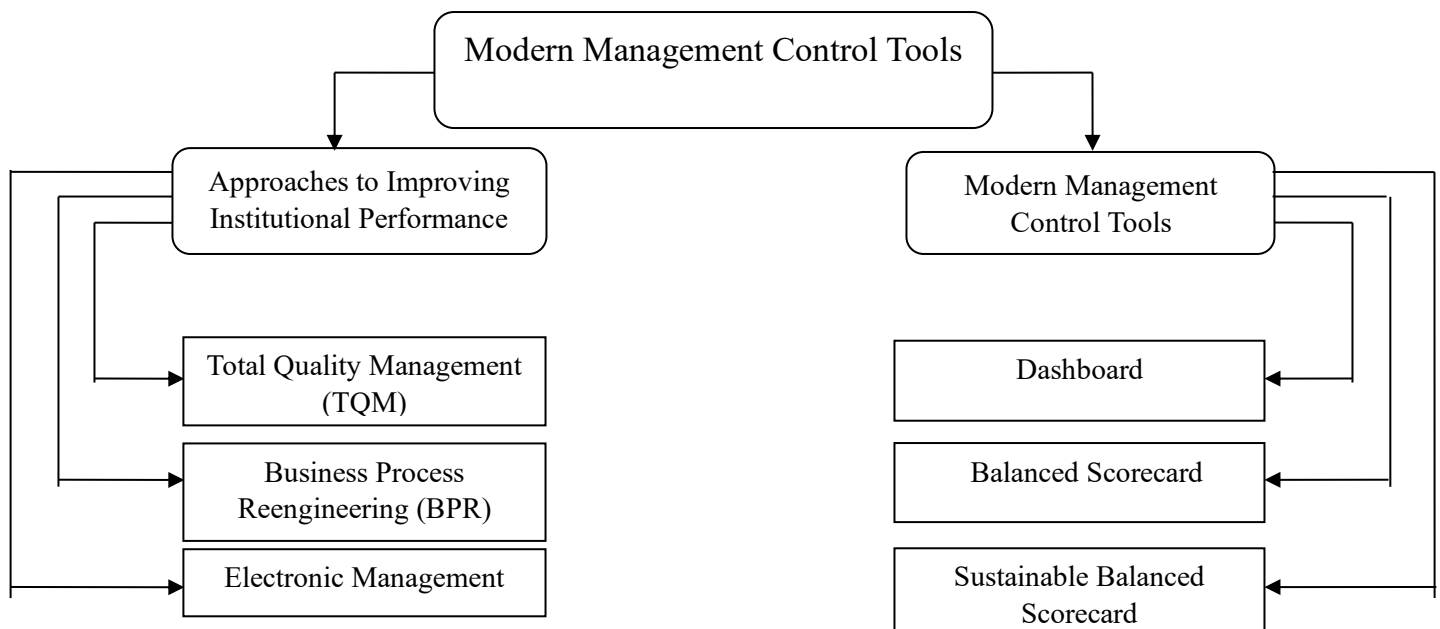 Modern Management Control Tools
Approaches to Improving
Institutional Performance
Modern Management
Control Tools
Total Quality Management
(TQM)
Dashboard
Business Process
Reengineering (BPR)
Balanced Scorecard
Electronic Management
Sustainable Balanced
Scorecard